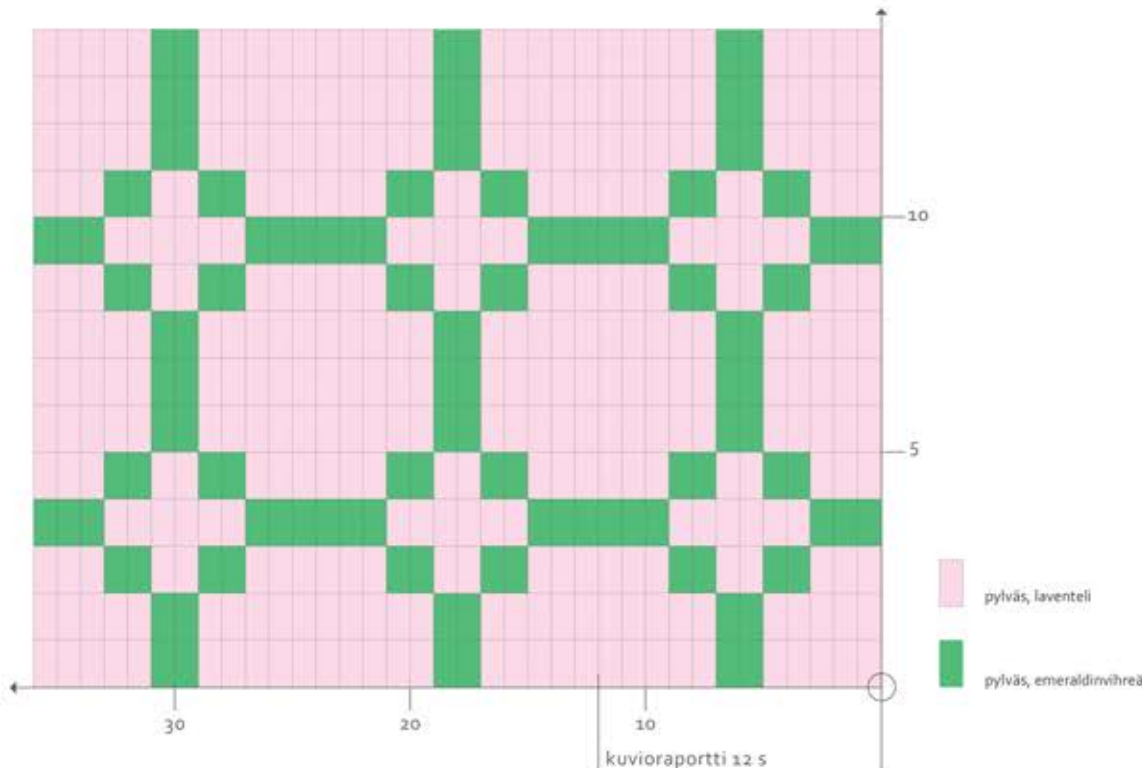 10
5
pylväs, laventeli
pylväs, emeraldinvihreä
30
20
10
kuvioraportti 12 s